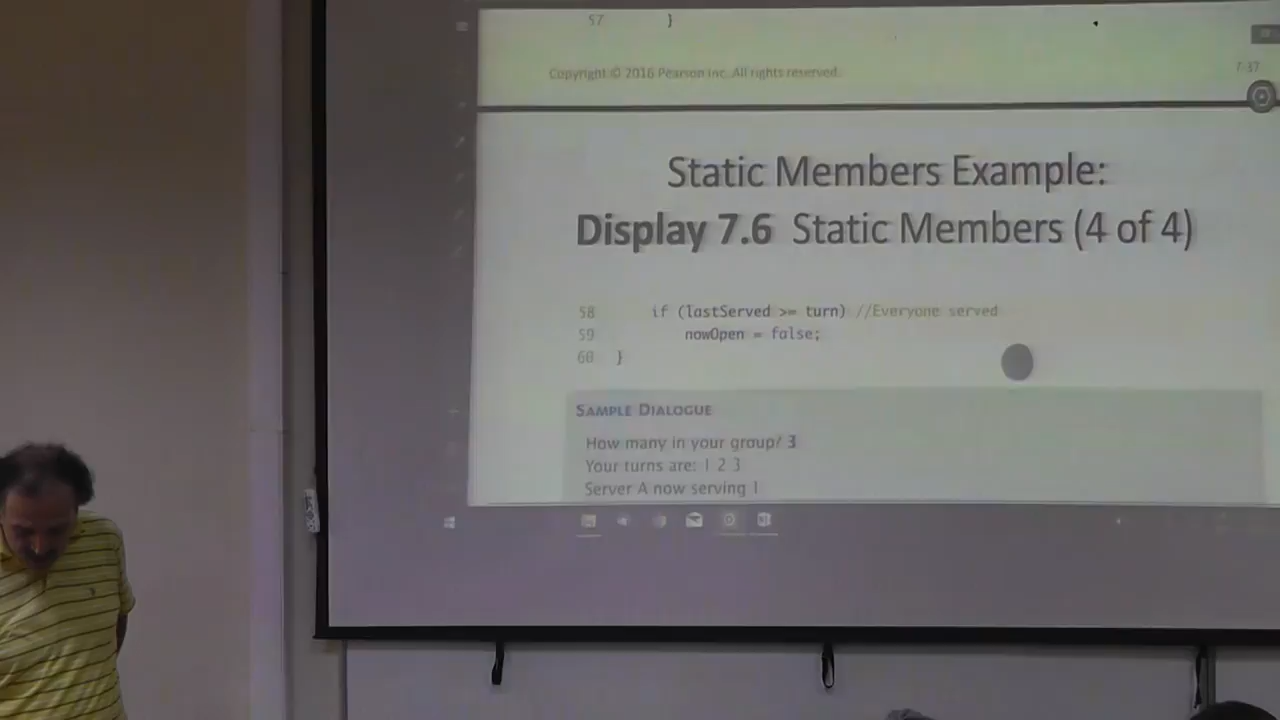 57 }
Copyright © 2016 Pearson Inc. All rights reserved.
7-37
Static Members Example:
Display 7.6 Static Members (4 of 4)
58 if (lastServed >= turn) //Everyone served
59 nowOpen = false;
60 }
SAMPLE DIALOGUE
How many in your group? 3
Your turns are: 1 2 3
Server A now serving 1